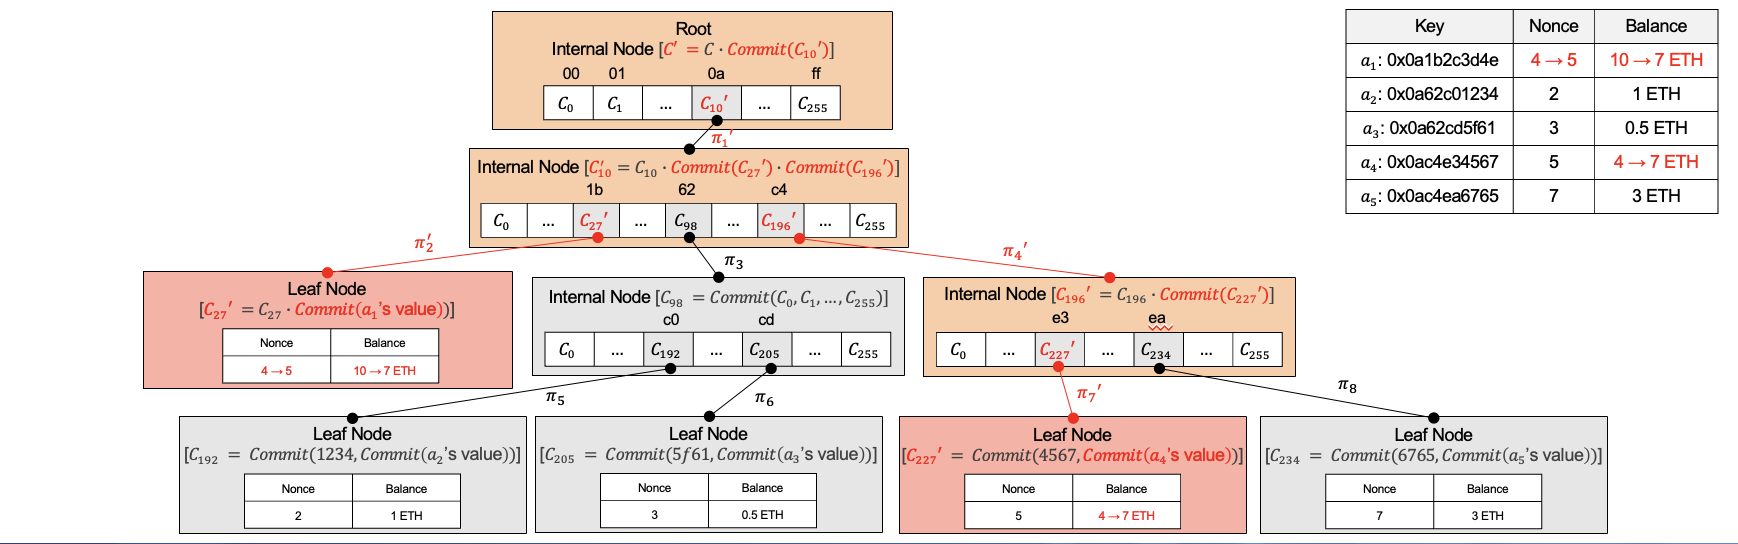 Root
Internal Node [C′ = C · Commit(C₁₀′)]
00 01 0a ff
C₀ C₁ ... C₁₀′ ... C₂₅₅
π₁′
Internal Node [C′₁₀ = C₁₀ · Commit(C₂₇′) · Commit(C₁₉₆′)]
1b 62 c4
C₀ ... C₂₇′ ... C₉₈ ... C₁₉₆′ ... C₂₅₅
π₂′ π₃ π₄′
Leaf Node
[C₂₇′ = C₂₇ · Commit(a₁'s value))]
Nonce Balance
4 → 5 10 → 7 ETH
Internal Node [C₉₈ = Commit(C₀, C₁, ..., C₂₅₅)]
c0 cd
C₀ ... C₁₉₂ ... C₂₀₅ ... C₂₅₅
Internal Node [C₁₉₆′ = C₁₉₆ · Commit(C₂₂₇′)]
e3 ea
C₀ ... C₂₂₇′ ... C₂₃₄ ... C₂₅₅
π₅ π₆ π₇′ π₈
Leaf Node
[C₁₉₂ = Commit(1234, Commit(a₂'s value))]
Nonce Balance
2 1 ETH
Leaf Node
[C₂₀₅ = Commit(5f61, Commit(a₃'s value))]
Nonce Balance
3 0.5 ETH
Leaf Node
[C₂₂₇′ = Commit(4567, Commit(a₄'s value))]
Nonce Balance
5 4 → 7 ETH
Leaf Node
[C₂₃₄ = Commit(6765, Commit(a₅'s value))]
Nonce Balance
7 3 ETH
Key Nonce Balance
a₁: 0x0a1b2c3d4e 4 → 5 10 → 7 ETH
a₂: 0x0a62c01234 2 1 ETH
a₃: 0x0a62cd5f61 3 0.5 ETH
a₄: 0x0ac4e34567 5 4 → 7 ETH
a₅: 0x0ac4ea6765 7 3 ETH